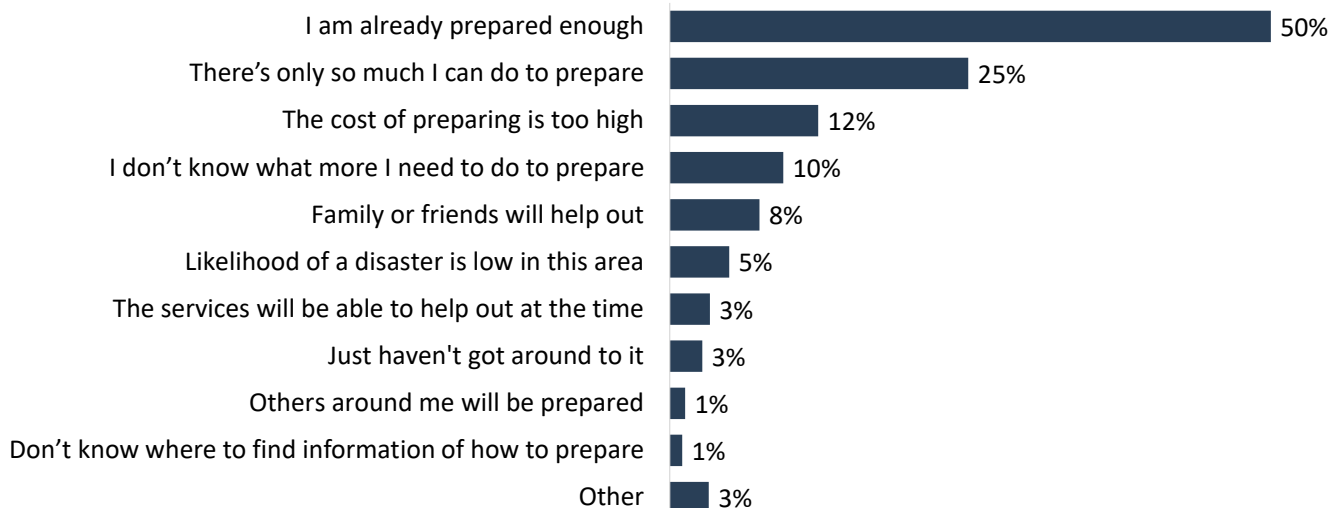 I am already prepared enough 50%
There’s only so much I can do to prepare 25%
The cost of preparing is too high 12%
I don’t know what more I need to do to prepare 10%
Family or friends will help out 8%
Likelihood of a disaster is low in this area 5%
The services will be able to help out at the time 3%
Just haven't got around to it 3%
Others around me will be prepared 1%
Don’t know where to find information of how to prepare 1%
Other 3%